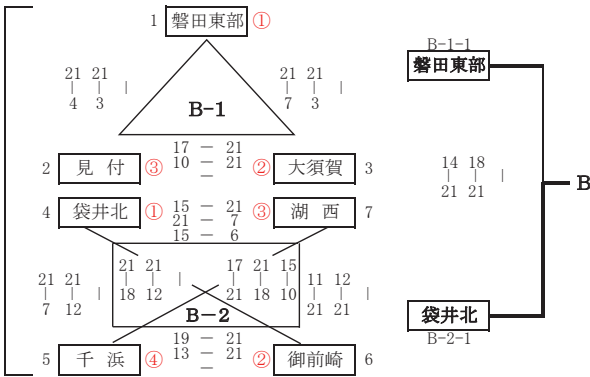 1 磐田東部 ①
B-1-1
磐田東部
21 21
| | |
4 3
21 21
| | |
7 3
B-1
17 － 21
10 － 21
－
2 見 付 ③
② 大須賀 3
14 18
| | |
21 21
B
4 袋井北 ①
15 － 21
21 － 7
15 － 6
③ 湖 西 7
21 21
| | |
7 12
21 21
| | |
18 12
17 21 15
| | |
21 18 10
11 12
| | |
21 21
B－2
袋井北
B-2-1
19 － 21
13 － 21
－
5 千 浜 ④
② 御前崎 6